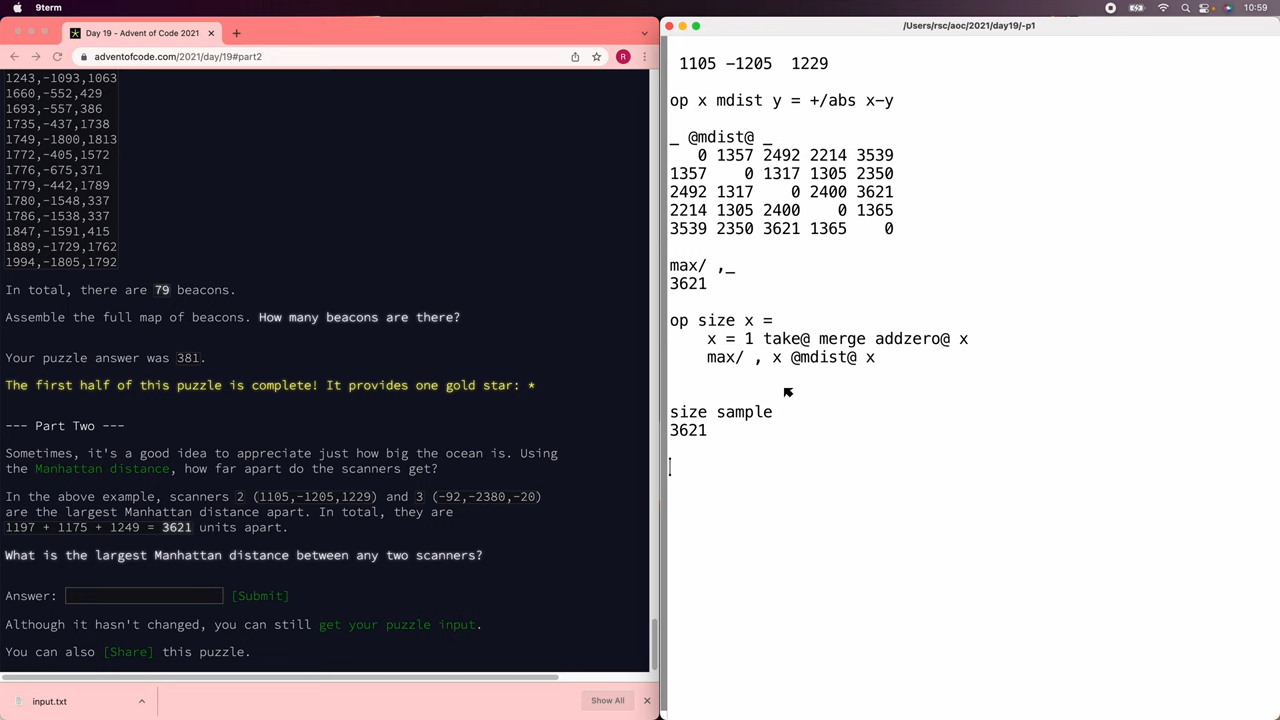 9term
10:59
Day 19 - Advent of Code 2021
adventofcode.com/2021/day/19#part2
R
1243,-1093,1063
1660,-552,429
1693,-557,386
1735,-437,1738
1749,-1800,1813
1772,-405,1572
1776,-675,371
1779,-442,1789
1780,-1548,337
1786,-1538,337
1847,-1591,415
1889,-1729,1762
1994,-1805,1792
In total, there are 79 beacons.
Assemble the full map of beacons. How many beacons are there?
Your puzzle answer was 381.
The first half of this puzzle is complete! It provides one gold star: *
--- Part Two ---
Sometimes, it's a good idea to appreciate just how big the ocean is. Using
the Manhattan distance, how far apart do the scanners get?
In the above example, scanners 2 (1105,-1205,1229) and 3 (-92,-2380,-20)
are the largest Manhattan distance apart. In total, they are
1197 + 1175 + 1249 = 3621 units apart.
What is the largest Manhattan distance between any two scanners?
Answer: [Submit]
Although it hasn't changed, you can still get your puzzle input.
You can also [Share] this puzzle.
input.txt
Show All
/Users/rsc/aoc/2021/day19/-p1
1105 -1205 1229
op x mdist y = +/abs x-y
_ @mdist@ _
0 1357 2492 2214 3539
1357 0 1317 1305 2350
2492 1317 0 2400 3621
2214 1305 2400 0 1365
3539 2350 3621 1365 0
max/ ,_
3621
op size x =
x = 1 take@ merge addzero@ x
max/ , x @mdist@ x
size sample
3621